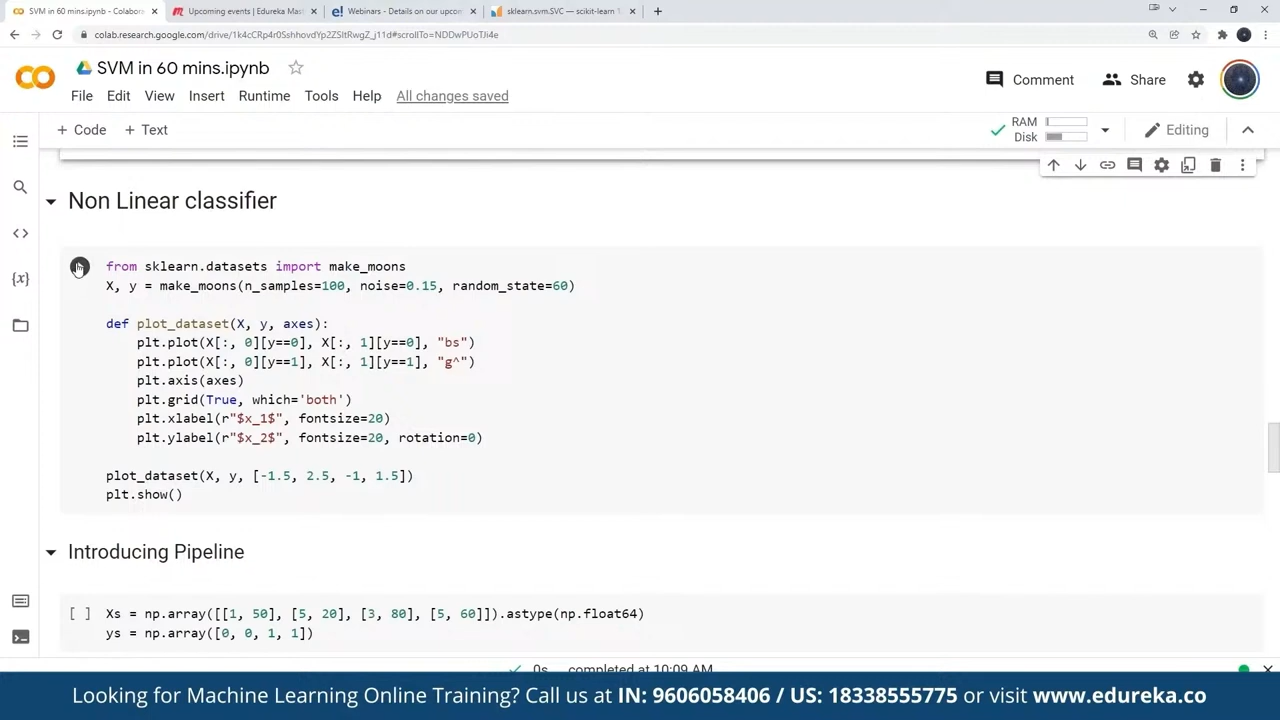 SVM in 60 mins.ipynb - Colabora
Upcoming events | Edureka Mast
Webinars - Details on our upcom
sklearn.svm.SVC — scikit-learn 1
colab.research.google.com/drive/1k4cCRp4r0SshhovdYp2ZSItRwgZ_j11d#scrollTo=NDDwPUoTJi4e
SVM in 60 mins.ipynb
Comment
Share
File Edit View Insert Runtime Tools Help All changes saved
+ Code + Text
RAM
Disk
Editing
Non Linear classifier
from sklearn.datasets import make_moons
X, y = make_moons(n_samples=100, noise=0.15, random_state=60)
def plot_dataset(X, y, axes):
plt.plot(X[:, 0][y==0], X[:, 1][y==0], "bs")
plt.plot(X[:, 0][y==1], X[:, 1][y==1], "g^")
plt.axis(axes)
plt.grid(True, which='both')
plt.xlabel(r"$x_1$", fontsize=20)
plt.ylabel(r"$x_2$", fontsize=20, rotation=0)
plot_dataset(X, y, [-1.5, 2.5, -1, 1.5])
plt.show()
Introducing Pipeline
[ ] Xs = np.array([[1, 50], [5, 20], [3, 80], [5, 60]]).astype(np.float64)
ys = np.array([0, 0, 1, 1])
0s completed at 10:09 AM
Looking for Machine Learning Online Training? Call us at IN: 9606058406 / US: 18338555775 or visit www.edureka.co